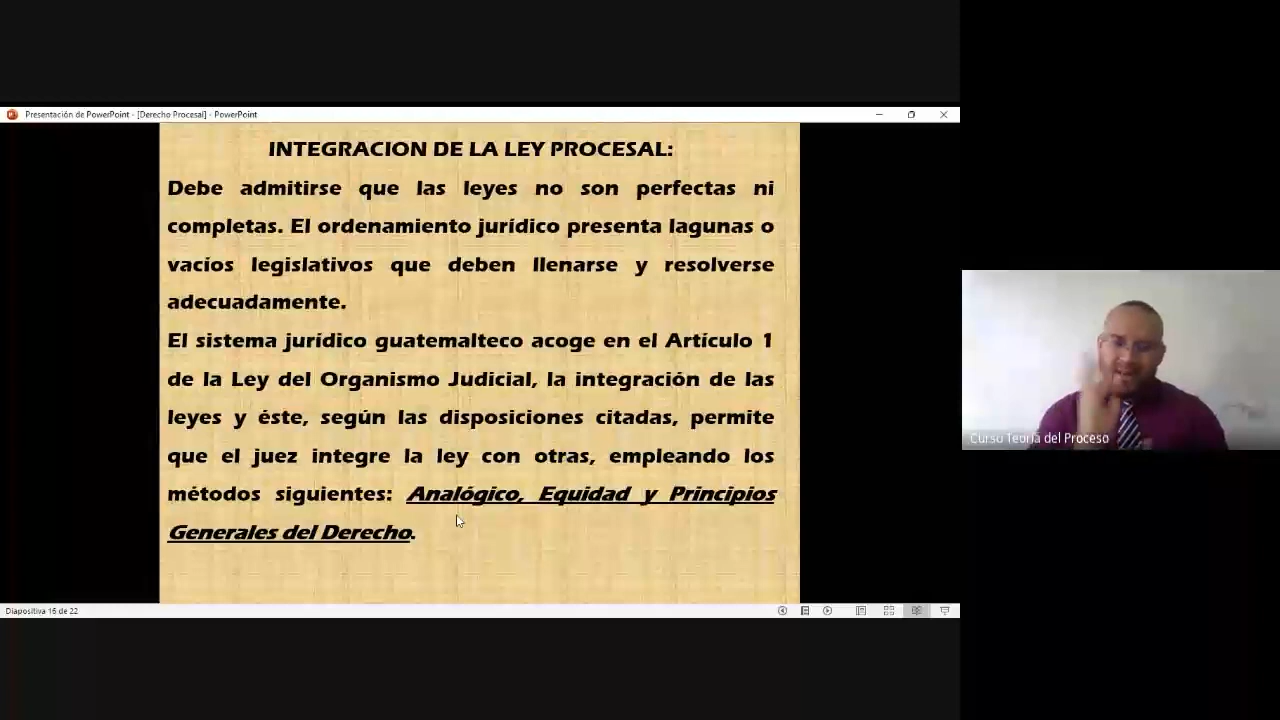 Presentación de PowerPoint - [Derecho Procesal] - PowerPoint
INTEGRACION DE LA LEY PROCESAL:
Debe admitirse que las leyes no son perfectas ni
completas. El ordenamiento jurídico presenta lagunas o
vacíos legislativos que deben llenarse y resolverse
adecuadamente.
El sistema jurídico guatemalteco acoge en el Artículo 1
de la Ley del Organismo Judicial, la integración de las
leyes y éste, según las disposiciones citadas, permite
que el juez integre la ley con otras, empleando los
métodos siguientes: Analógico, Equidad y Principios
Generales del Derecho.
Curso Teoría del Proceso
Diapositiva 16 de 22